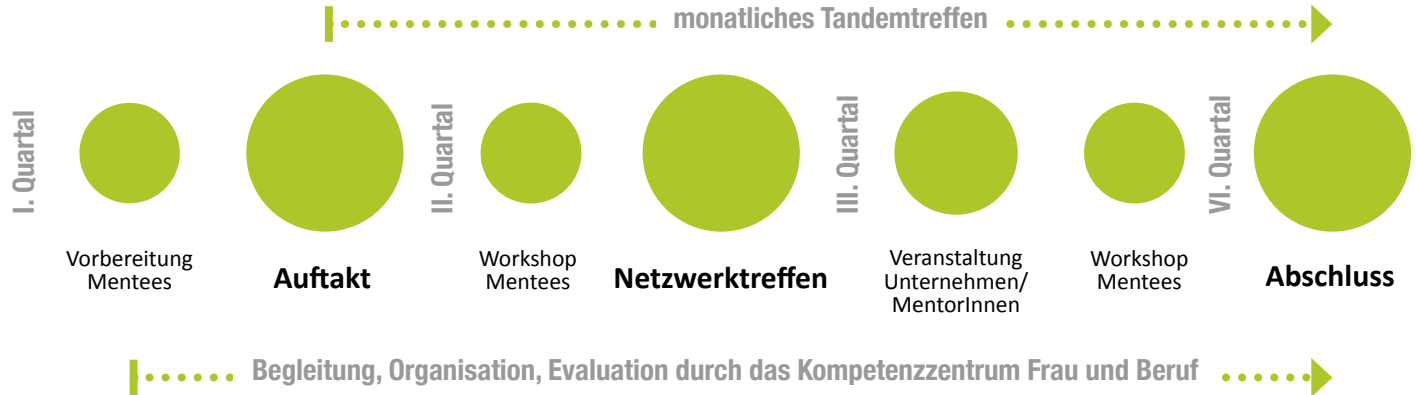 monatliches Tandemtreffen
I. Quartal
Vorbereitung
Mentees
Auftakt
II. Quartal
Workshop
Mentees
Netzwerktreffen
III. Quartal
Veranstaltung
Unternehmen/
MentorInnen
Workshop
Mentees
VI. Quartal
Abschluss
Begleitung, Organisation, Evaluation durch das Kompetenzzentrum Frau und Beruf